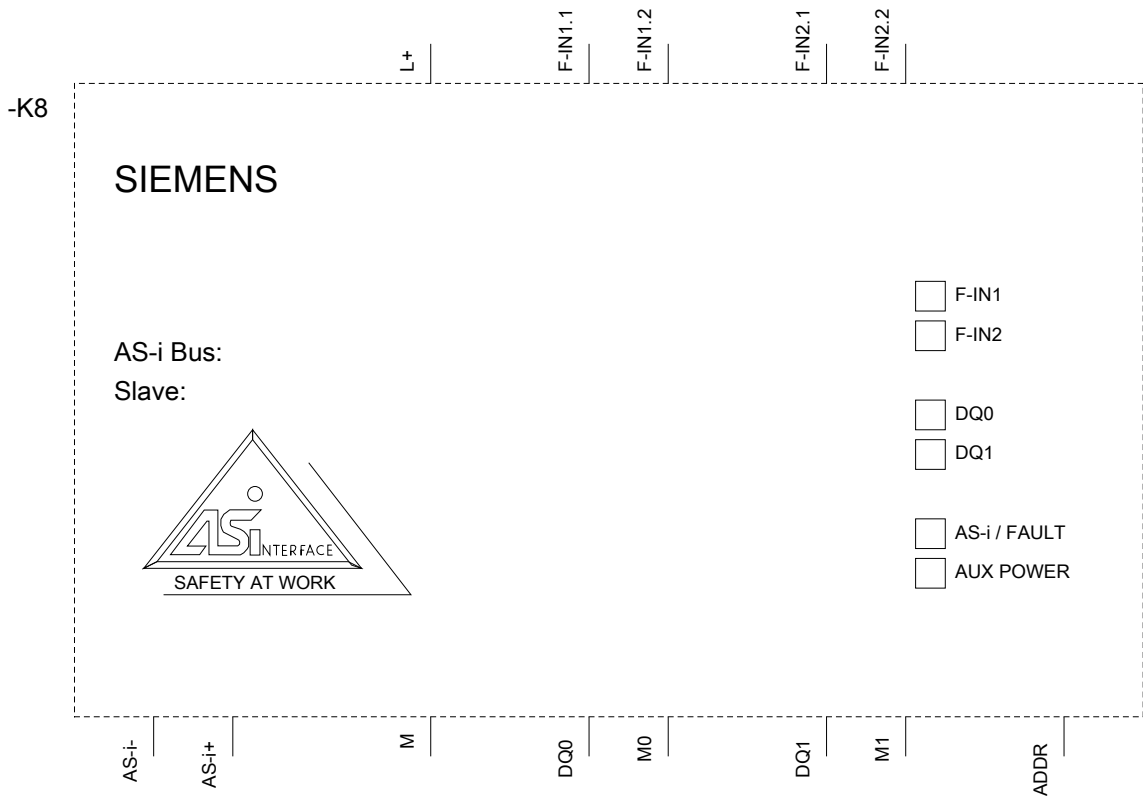 L+
F-IN1.1
F-IN1.2
F-IN2.1
F-IN2.2
-K8
SIEMENS
F-IN1
F-IN2
AS-i Bus:
Slave:
DQ0
DQ1
ASi
NTERFACE
SAFETY AT WORK
AS-i / FAULT
AUX POWER
AS-i-
AS-i+
M
DQ0
M0
DQ1
M1
ADDR